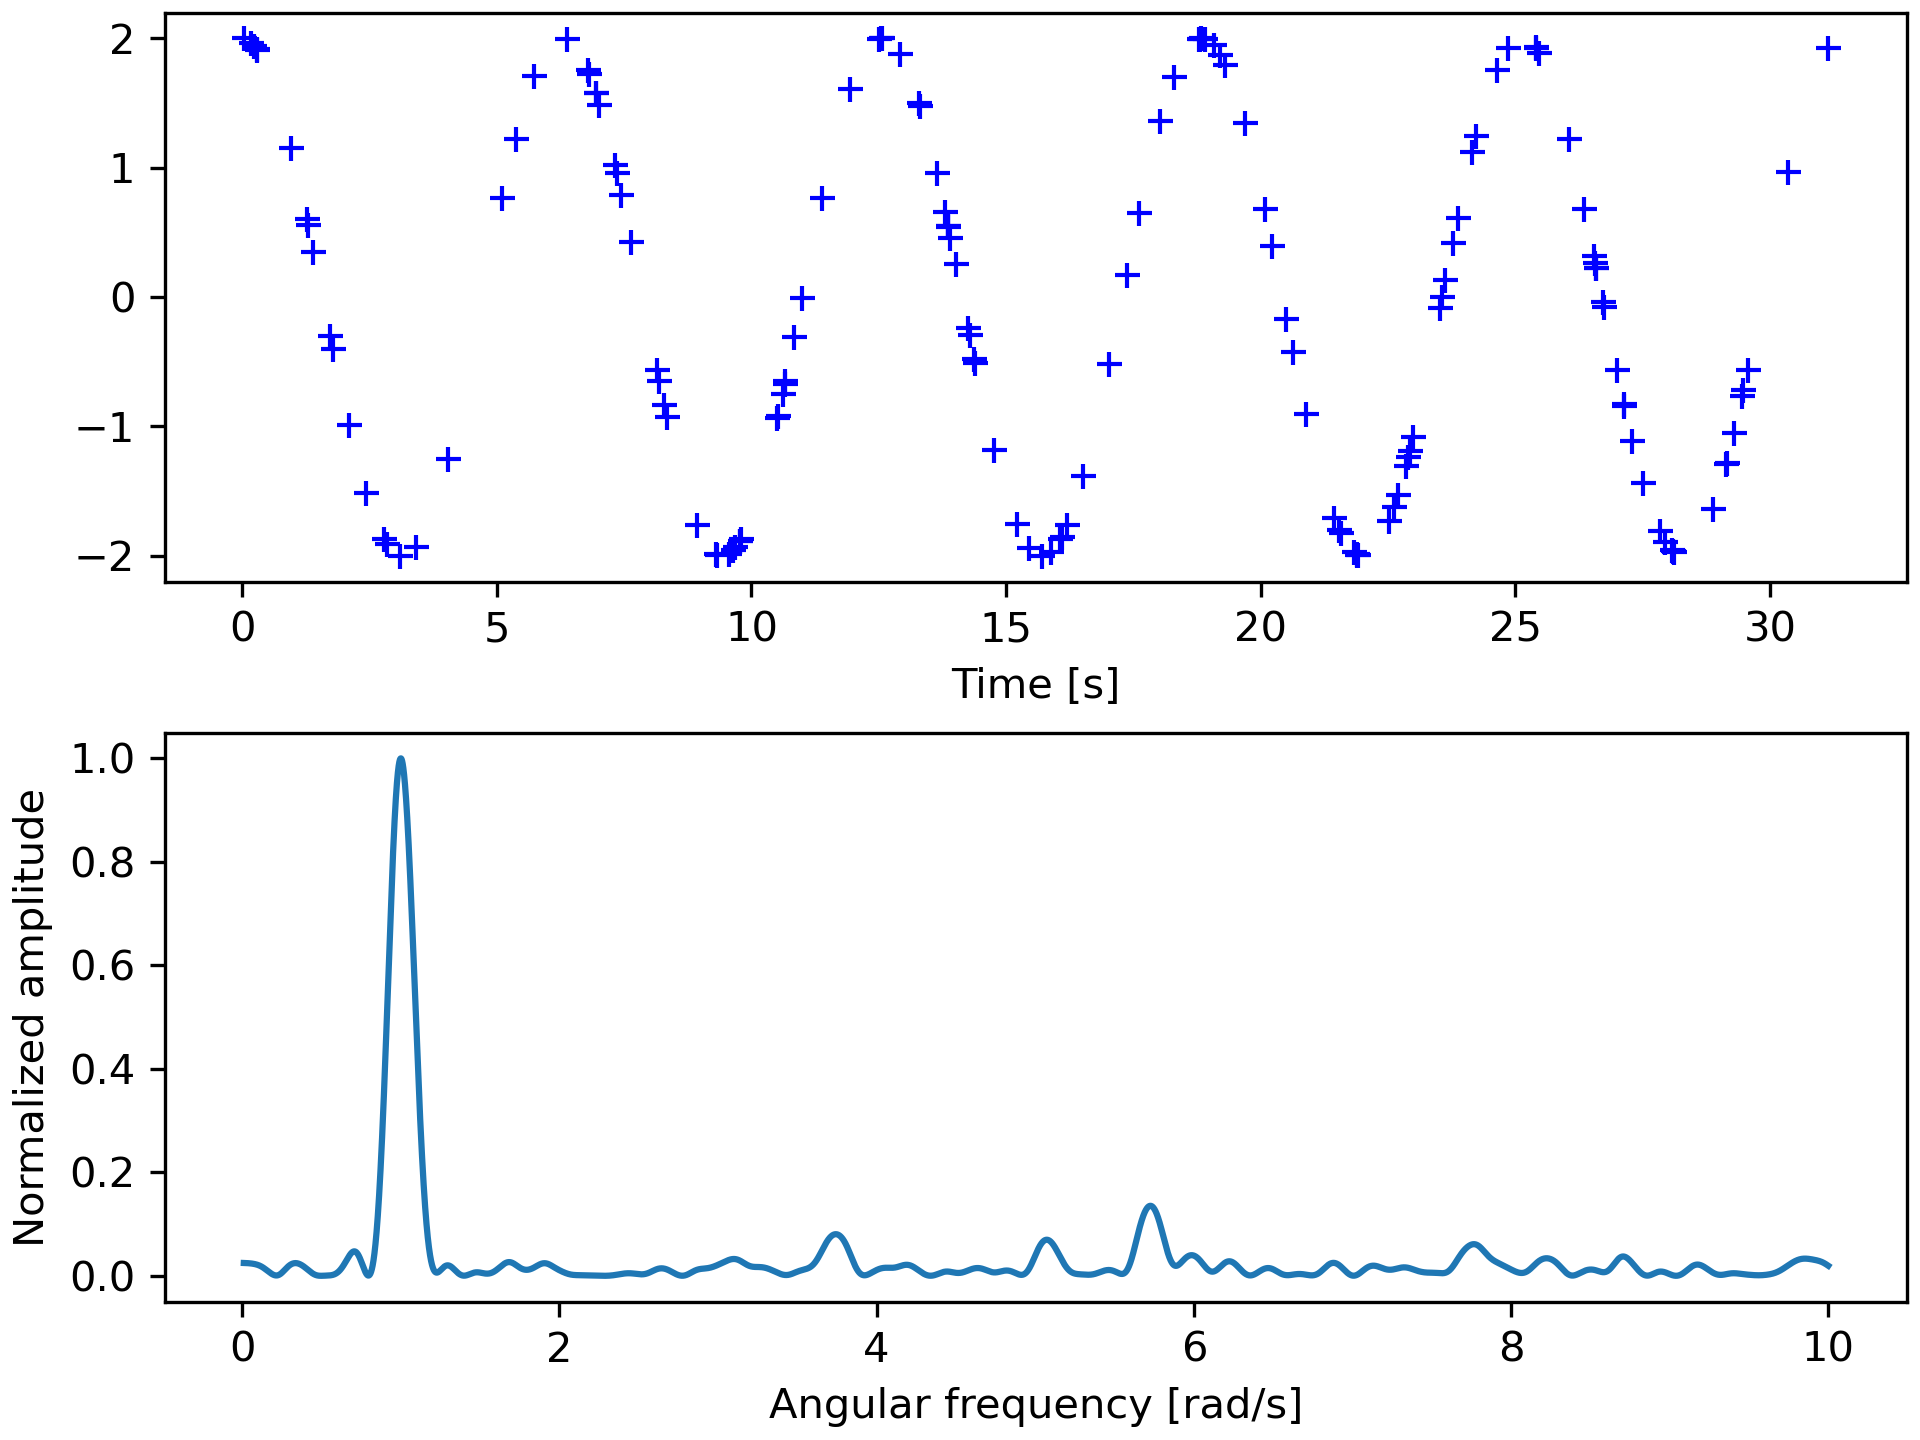 2
1
0
−1
−2
0 5 10 15 20 25 30
Time [s]
1.0
0.8
0.6
0.4
0.2
0.0
Normalized amplitude
0 2 4 6 8 10
Angular frequency [rad/s]